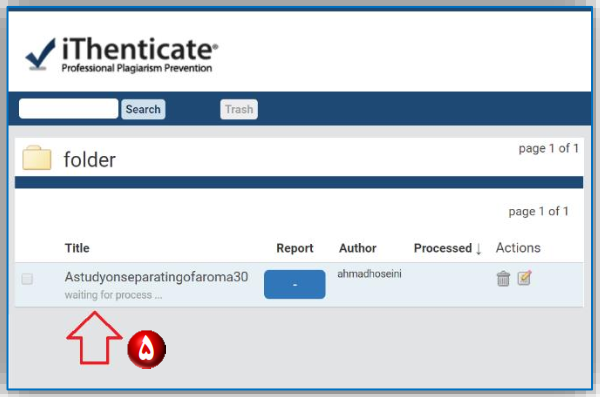 iThenticate®
Professional Plagiarism Prevention
Search Trash
folder page 1 of 1
page 1 of 1
Title Report Author Processed ↓ Actions
Astudyonseparatingofaroma30 - ahmadhoseini
waiting for process ...
۵